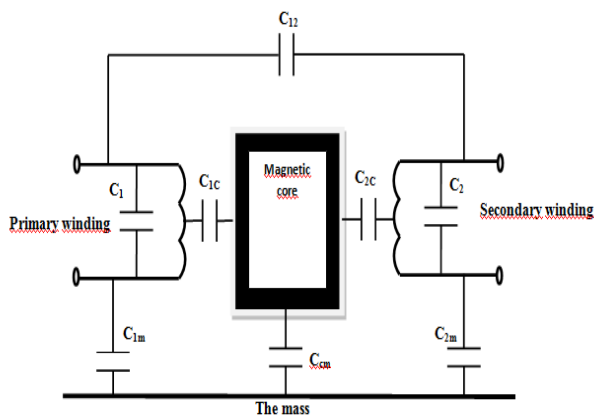 C12
Magnetic
core
C1
C1C
C2C
C2
Primary winding
Secondary winding
C1m
Ccm
C2m
The mass